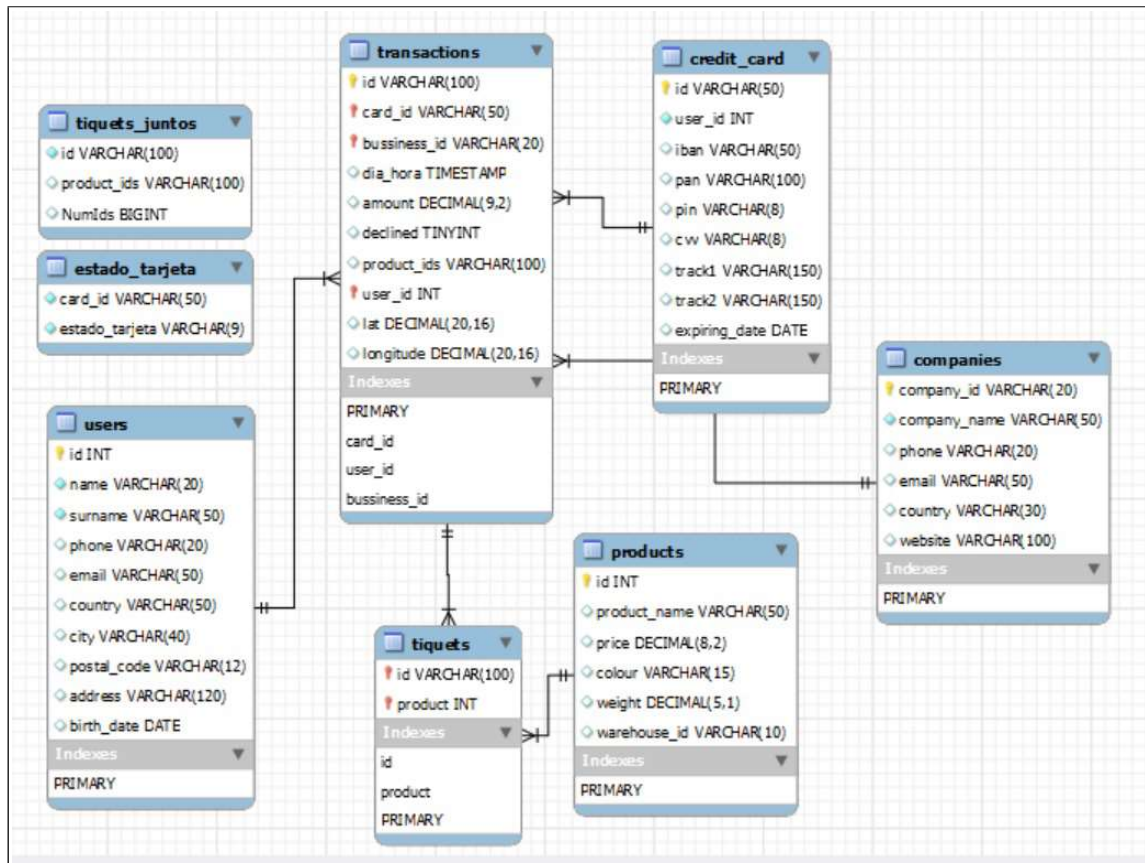 tiquets_juntos
id VARCHAR(100)
product_ids VARCHAR(100)
NumIds BIGINT
estado_tarjeta
card_id VARCHAR(50)
estado_tarjeta VARCHAR(9)
users
id INT
name VARCHAR(20)
surname VARCHAR(50)
phone VARCHAR(20)
email VARCHAR(50)
country VARCHAR(50)
city VARCHAR(40)
postal_code VARCHAR(12)
address VARCHAR(120)
birth_date DATE
Indexes
PRIMARY
transactions
id VARCHAR(100)
card_id VARCHAR(50)
bussiness_id VARCHAR(20)
dia_hora TIMESTAMP
amount DECIMAL(9,2)
declined TINYINT
product_ids VARCHAR(100)
user_id INT
lat DECIMAL(20,16)
longitude DECIMAL(20,16)
Indexes
PRIMARY
card_id
user_id
bussiness_id
tiquets
id VARCHAR(100)
product INT
Indexes
id
product
PRIMARY
credit_card
id VARCHAR(50)
user_id INT
iban VARCHAR(50)
pan VARCHAR(100)
pin VARCHAR(8)
cvv VARCHAR(8)
track1 VARCHAR(150)
track2 VARCHAR(150)
expiring_date DATE
Indexes
PRIMARY
products
id INT
product_name VARCHAR(50)
price DECIMAL(8,2)
colour VARCHAR(15)
weight DECIMAL(5,1)
warehouse_id VARCHAR(10)
Indexes
PRIMARY
companies
company_id VARCHAR(20)
company_name VARCHAR(50)
phone VARCHAR(20)
email VARCHAR(50)
country VARCHAR(30)
website VARCHAR(100)
Indexes
PRIMARY